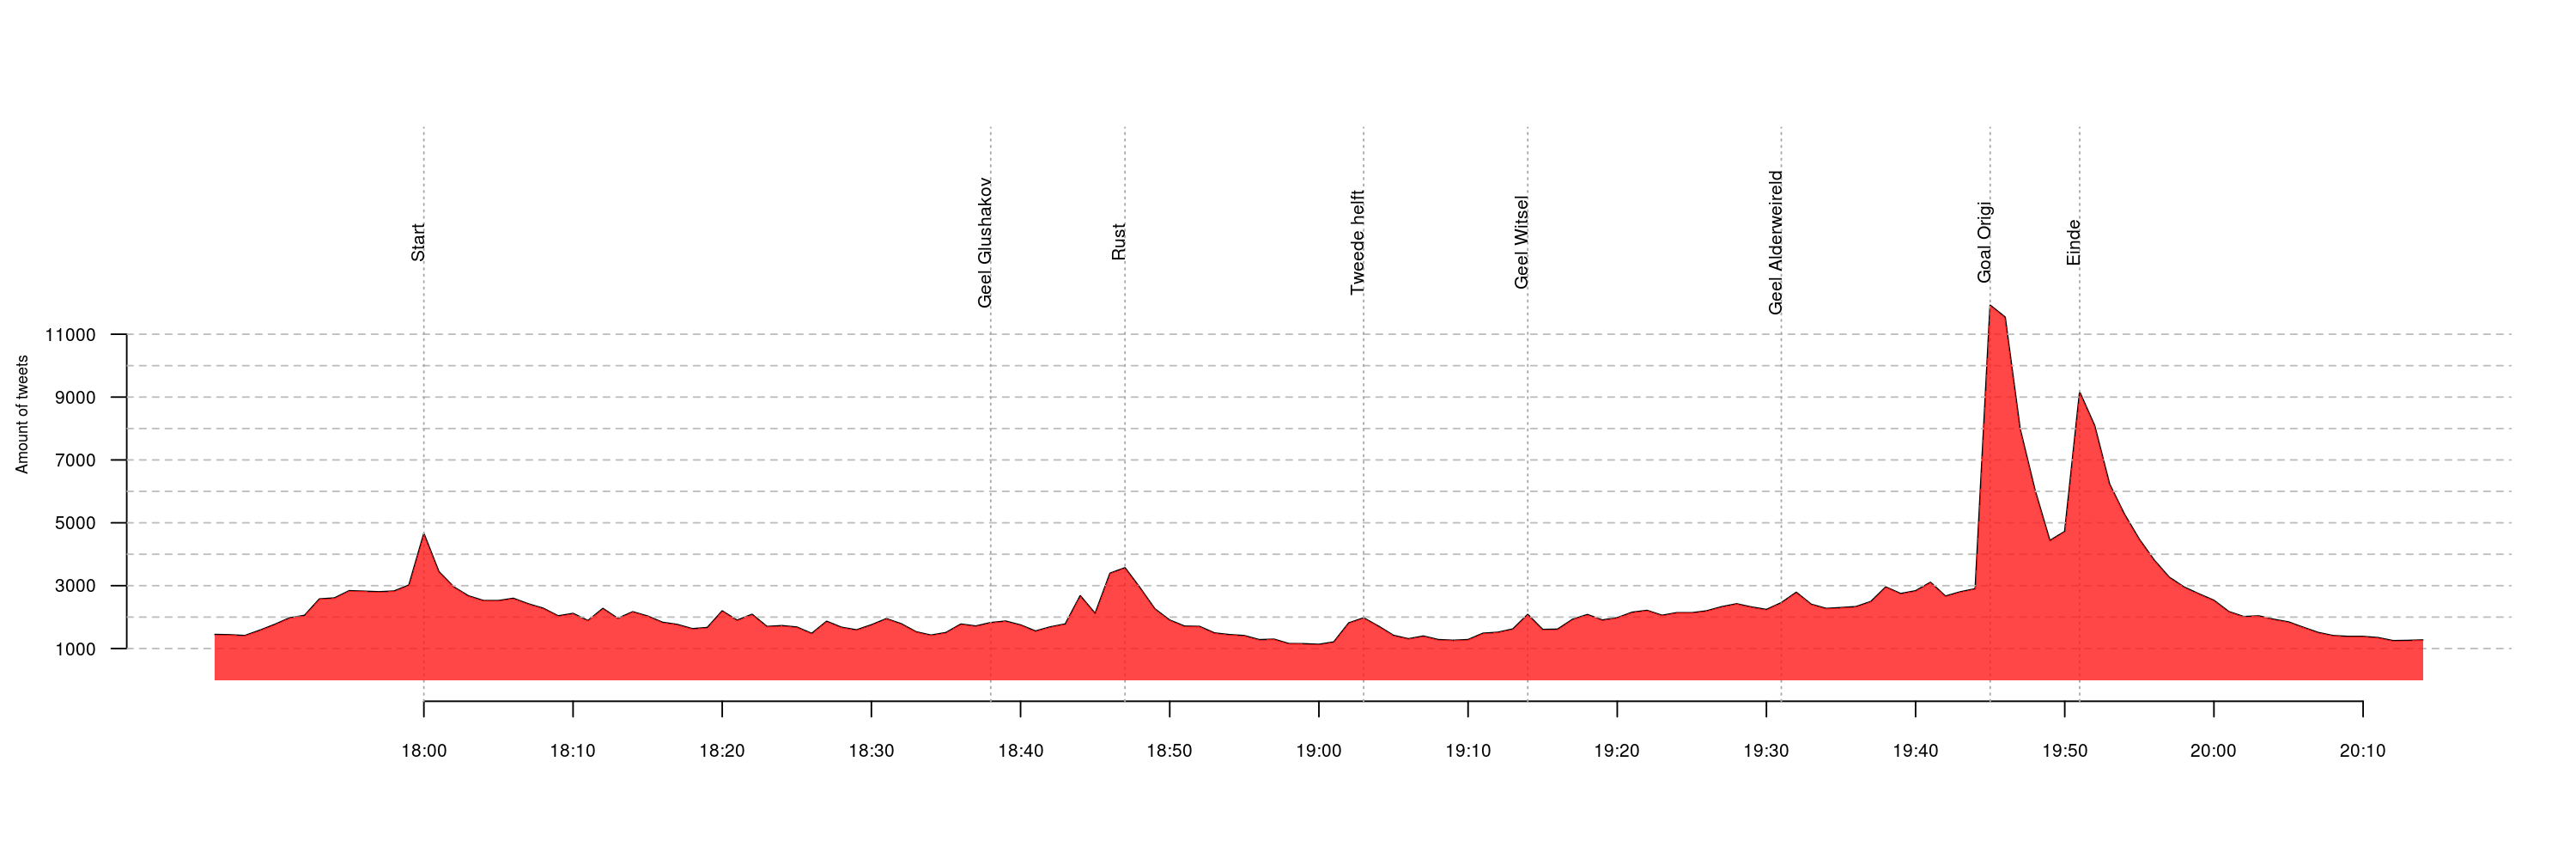 Start
Geel Glushakov
Rust
Tweede helft
Geel Witsel
Geel Alderweireld
Goal Origi
Einde
Amount of tweets
11000
9000
7000
5000
3000
1000
18:00
18:10
18:20
18:30
18:40
18:50
19:00
19:10
19:20
19:30
19:40
19:50
20:00
20:10